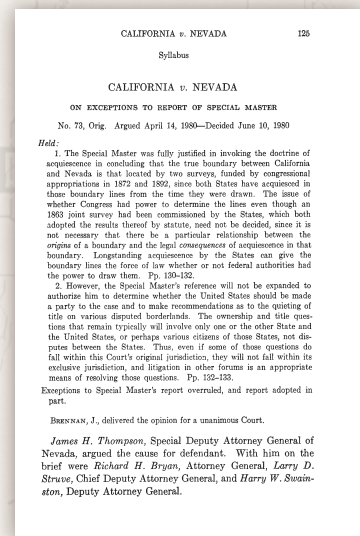 CALIFORNIA v. NEVADA 125
Syllabus
CALIFORNIA v. NEVADA
ON EXCEPTIONS TO REPORT OF SPECIAL MASTER
No. 73, Orig. Argued April 14, 1980—Decided June 10, 1980
Held:
1. The Special Master was fully justified in invoking the doctrine of
acquiescence in concluding that the true boundary between California
and Nevada is that located by two surveys, funded by congressional
appropriations in 1872 and 1892, since both States have acquiesced in
those boundary lines from the time they were drawn. The issue of
whether Congress had power to determine the lines even though an
1863 joint survey had been commissioned by the States, which both
adopted the results thereof by statute, need not be decided, since it is
not necessary that there be a particular relationship between the
origins of a boundary and the legal consequences of acquiescence in that
boundary. Longstanding acquiescence by the States can give the
boundary lines the force of law whether or not federal authorities had
the power to draw them. Pp. 130–132.
2. However, the Special Master's reference will not be expanded to
authorize him to determine whether the United States should be made
a party to the case and to make recommendations as to the quieting of
title on various disputed borderlands. The ownership and title ques-
tions that remain typically will involve only one or the other State and
the United States, or perhaps various citizens of those States, not dis-
putes between the States. Thus, even if some of those questions do
fall within this Court's original jurisdiction, they will not fall within its
exclusive jurisdiction, and litigation in other forums is an appropriate
means of resolving those questions. Pp. 132–133.
Exceptions to Special Master's report overruled, and report adopted in
part.
BRENNAN, J., delivered the opinion for a unanimous Court.
James H. Thompson, Special Deputy Attorney General of
Nevada, argued the cause for defendant. With him on the
brief were Richard H. Bryan, Attorney General, Larry D.
Struve, Chief Deputy Attorney General, and Harry W. Swain-
ston, Deputy Attorney General.